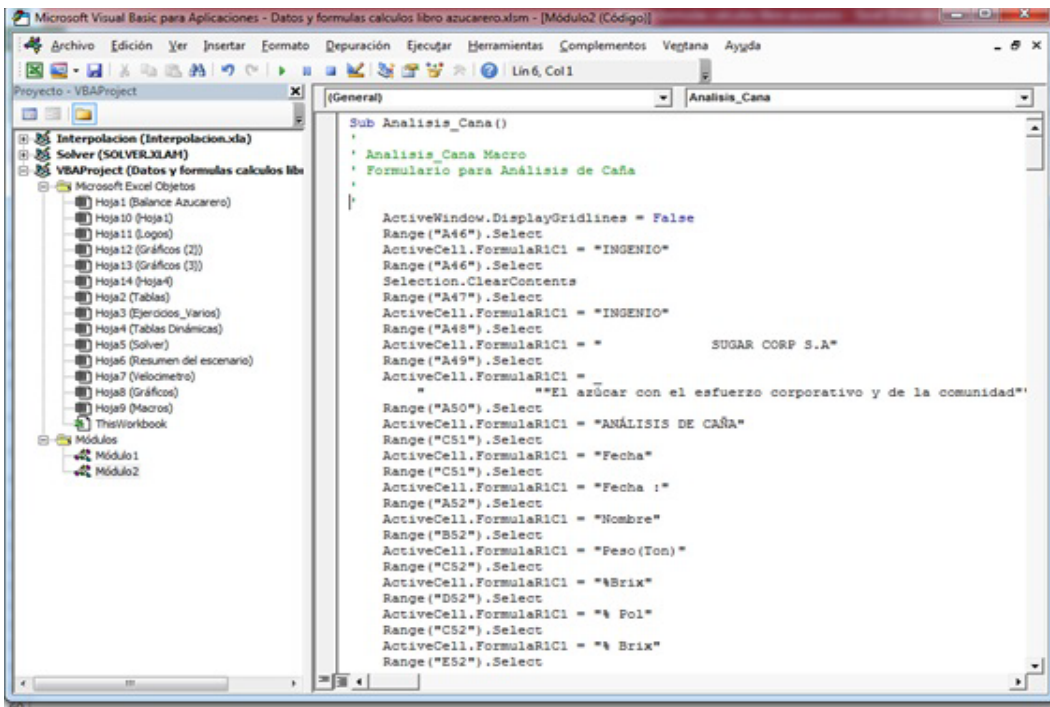 Microsoft Visual Basic para Aplicaciones - Datos y formulas calculos libro azucarero.xlsm - [Módulo2 (Código)]
Archivo Edición Ver Insertar Formato Depuración Ejecutar Herramientas Complementos Ventana Ayuda
Lín 6, Col 1
Proyecto - VBAProject
Interpolacion (Interpolacion.xla)
Solver (SOLVER.XLAM)
VBAProject (Datos y formulas calculos lib
Microsoft Excel Objetos
Hoja1 (Balance Azucarero)
Hoja10 (Hoja1)
Hoja11 (Logos)
Hoja12 (Gráficos (2))
Hoja13 (Gráficos (3))
Hoja14 (Hoja4)
Hoja2 (Tablas)
Hoja3 (Ejercicios_Varios)
Hoja4 (Tablas Dinámicas)
Hoja5 (Solver)
Hoja6 (Resumen del escenario)
Hoja7 (Velocimetro)
Hoja8 (Gráficos)
Hoja9 (Macros)
ThisWorkbook
Módulos
Módulo1
Módulo2
(General)
Analisis_Cana
Sub Analisis_Cana()
'
' Analisis_Cana Macro
' Formulario para Análisis de Caña
'
'
ActiveWindow.DisplayGridlines = False
Range("A46").Select
ActiveCell.FormulaR1C1 = "INGENIO"
Range("A46").Select
Selection.ClearContents
Range("A47").Select
ActiveCell.FormulaR1C1 = "INGENIO"
Range("A48").Select
ActiveCell.FormulaR1C1 = " SUGAR CORP S.A"
Range("A49").Select
ActiveCell.FormulaR1C1 = _
" ""El azúcar con el esfuerzo corporativo y de la comunidad"
Range("A50").Select
ActiveCell.FormulaR1C1 = "ANÁLISIS DE CAÑA"
Range("C51").Select
ActiveCell.FormulaR1C1 = "Fecha"
Range("C51").Select
ActiveCell.FormulaR1C1 = "Fecha :"
Range("A52").Select
ActiveCell.FormulaR1C1 = "Nombre"
Range("B52").Select
ActiveCell.FormulaR1C1 = "Peso(Ton)"
Range("C52").Select
ActiveCell.FormulaR1C1 = "%Brix"
Range("D52").Select
ActiveCell.FormulaR1C1 = "% Pol"
Range("C52").Select
ActiveCell.FormulaR1C1 = "% Brix"
Range("E52").Select